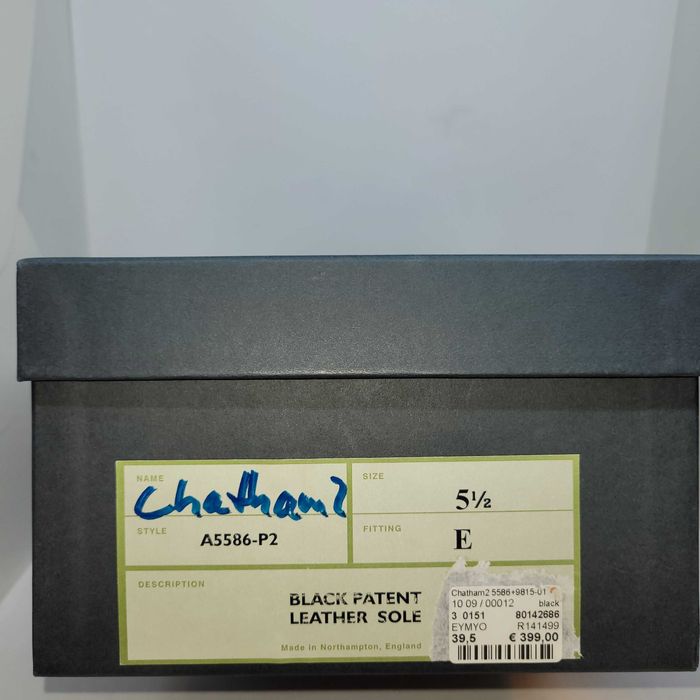 NAME
Chatham2
STYLE
A5586-P2
SIZE
5½
FITTING
E
DESCRIPTION
BLACK PATENT
LEATHER SOLE
Made in Northampton, England
Chatham2 5586+9815-01
10 09 / 00012 black
3 0151 80142686
EYMYO R141499
39,5 € 399,00